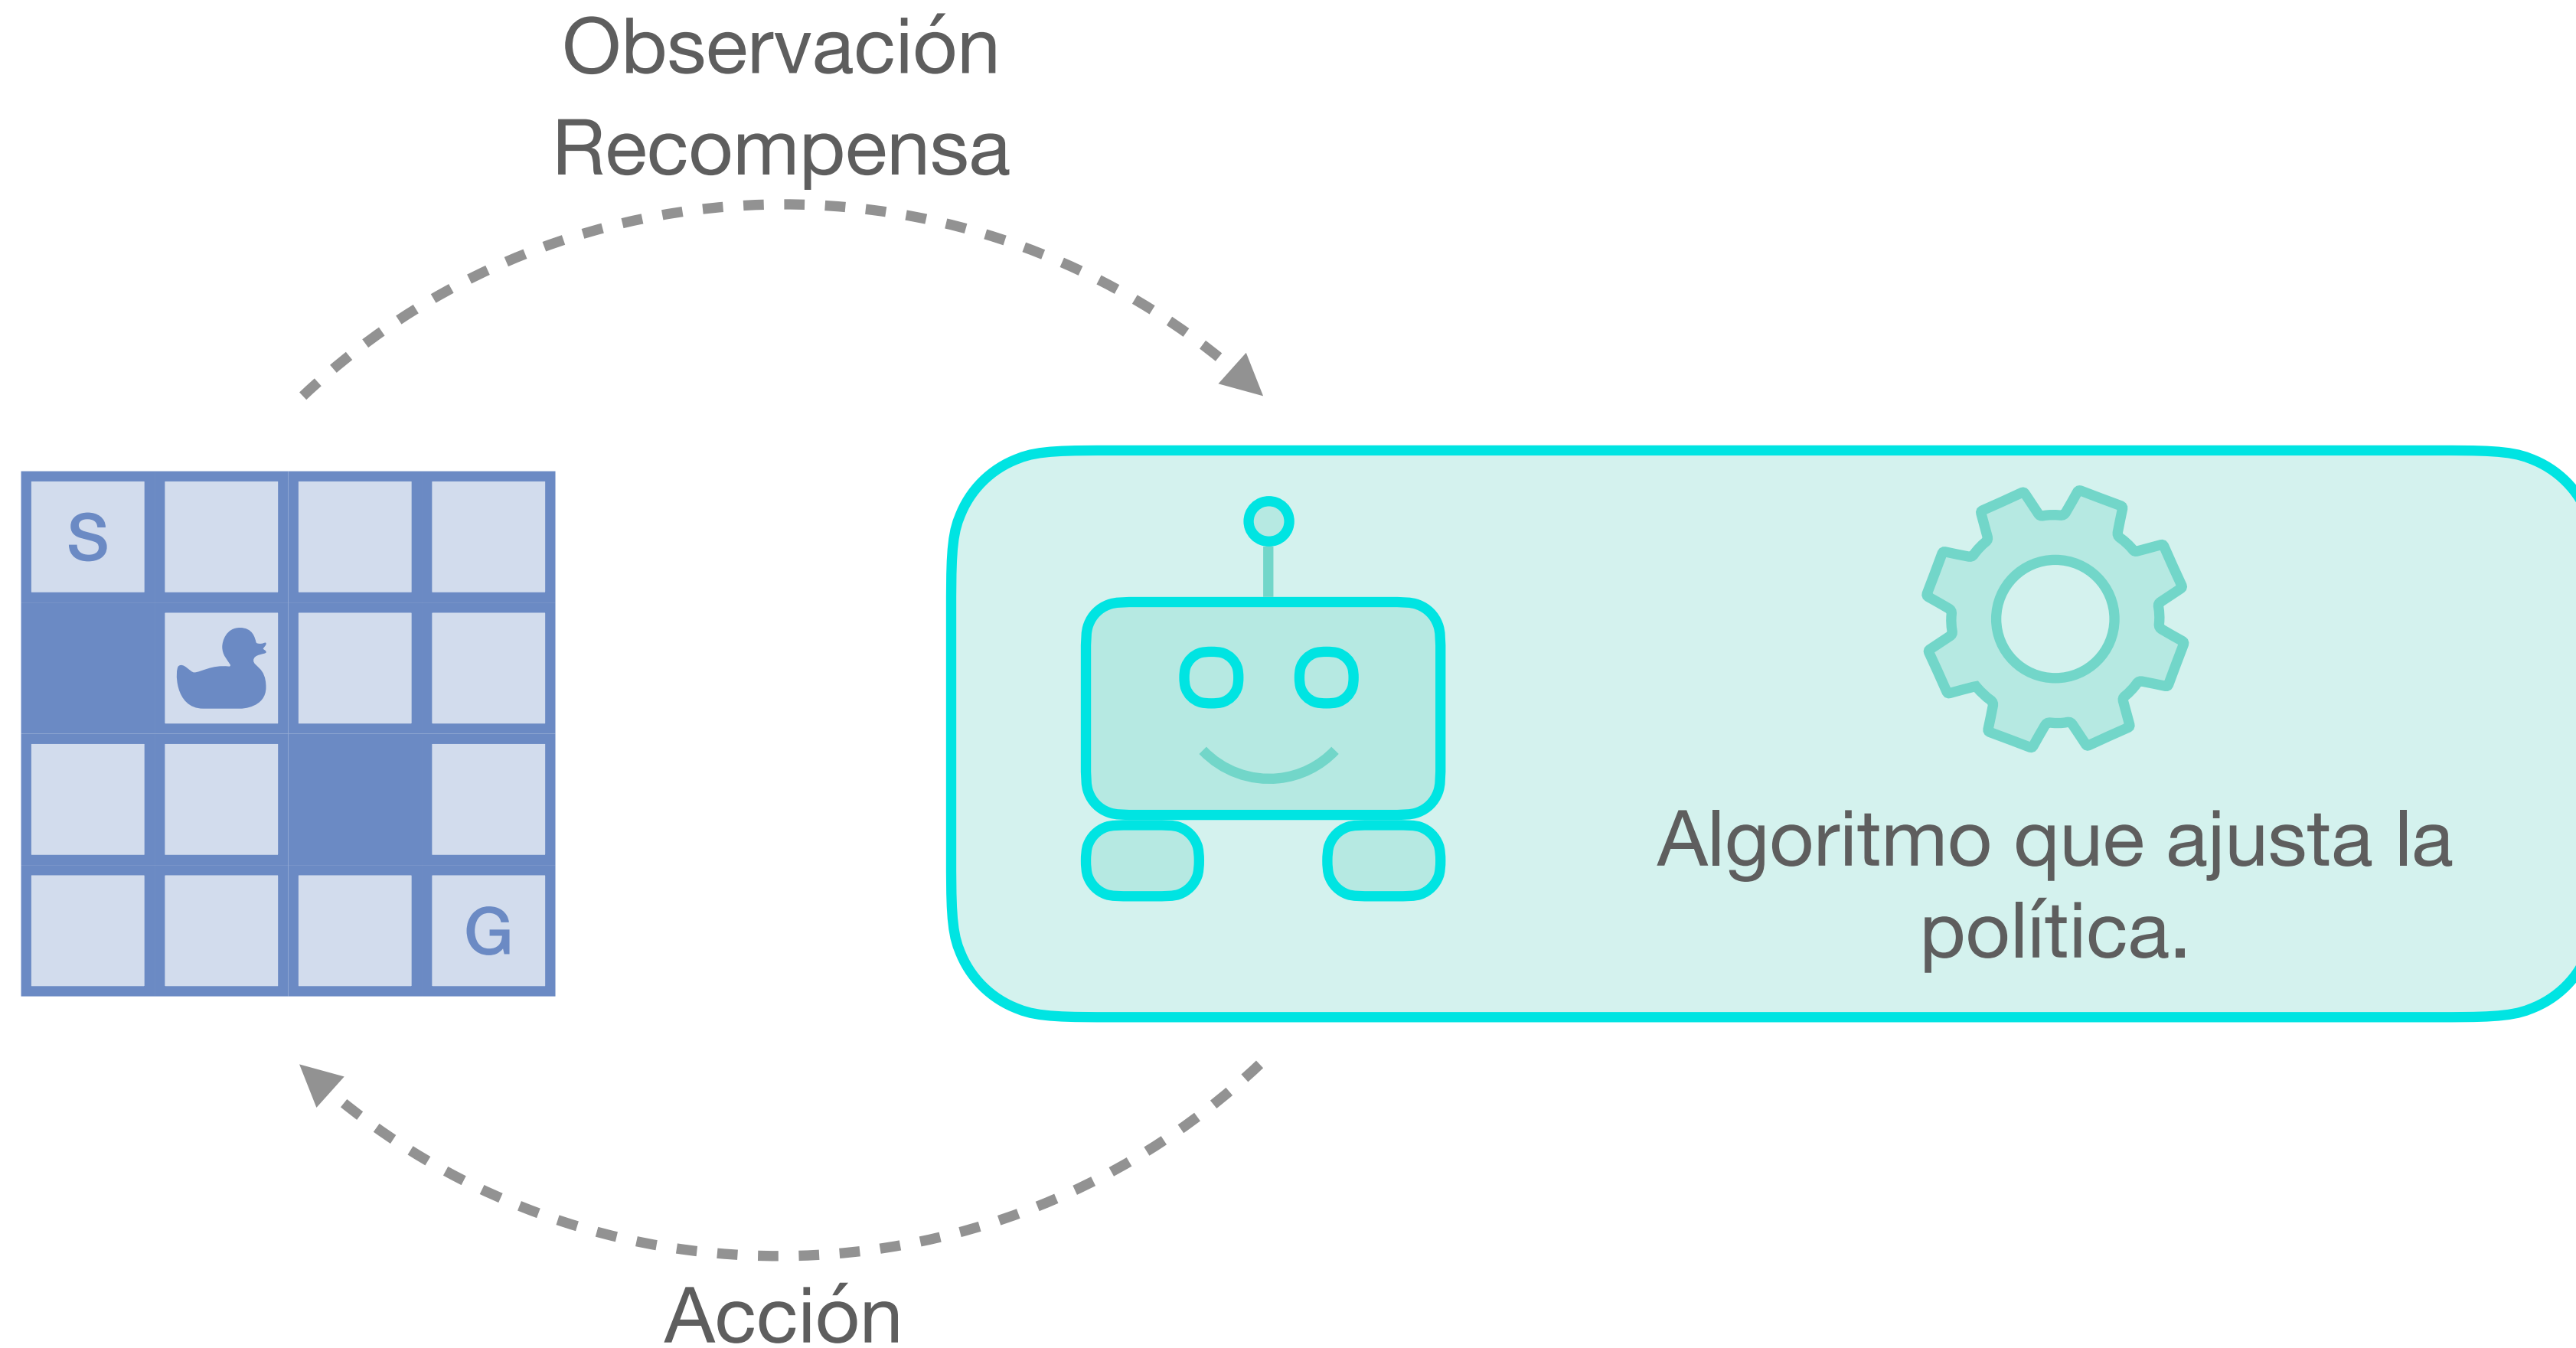 Observación
Recompensa
S
G
Algoritmo que ajusta la
política.
Acción